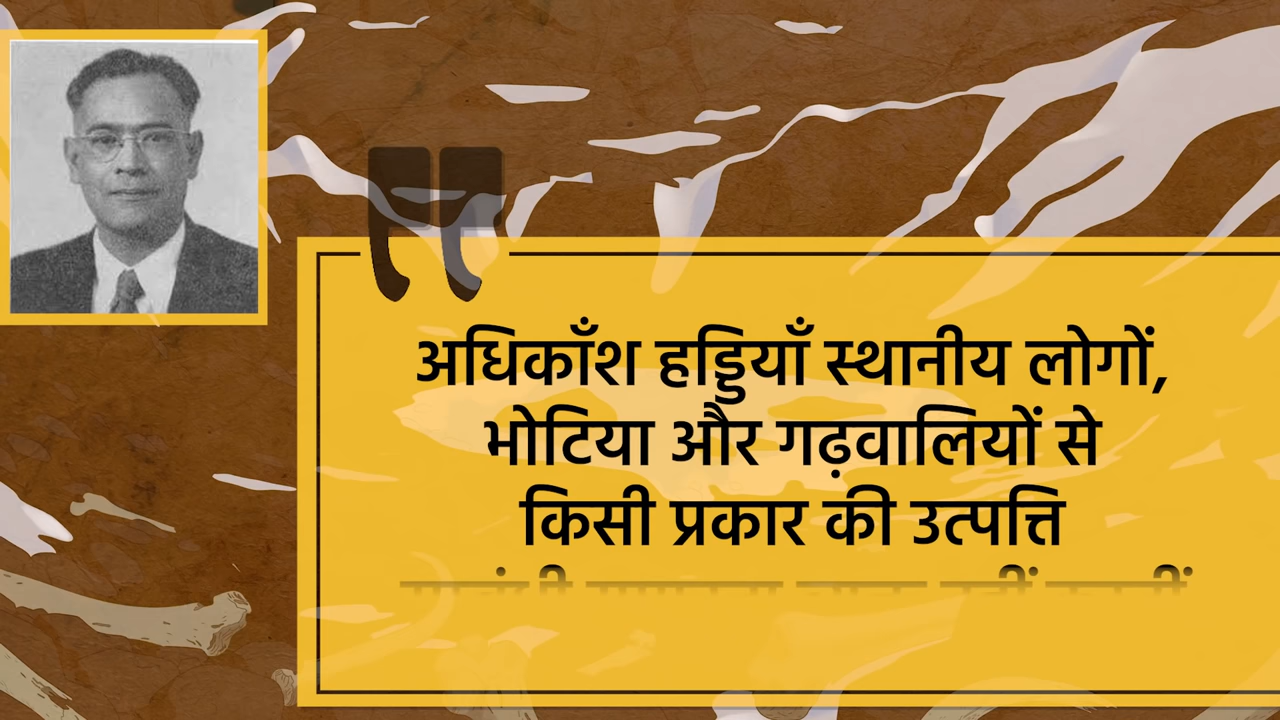 अधिकाँश हड्डियाँ स्थानीय लोगों,
भोटिया और गढ़वालियों से
किसी प्रकार की उत्पत्ति